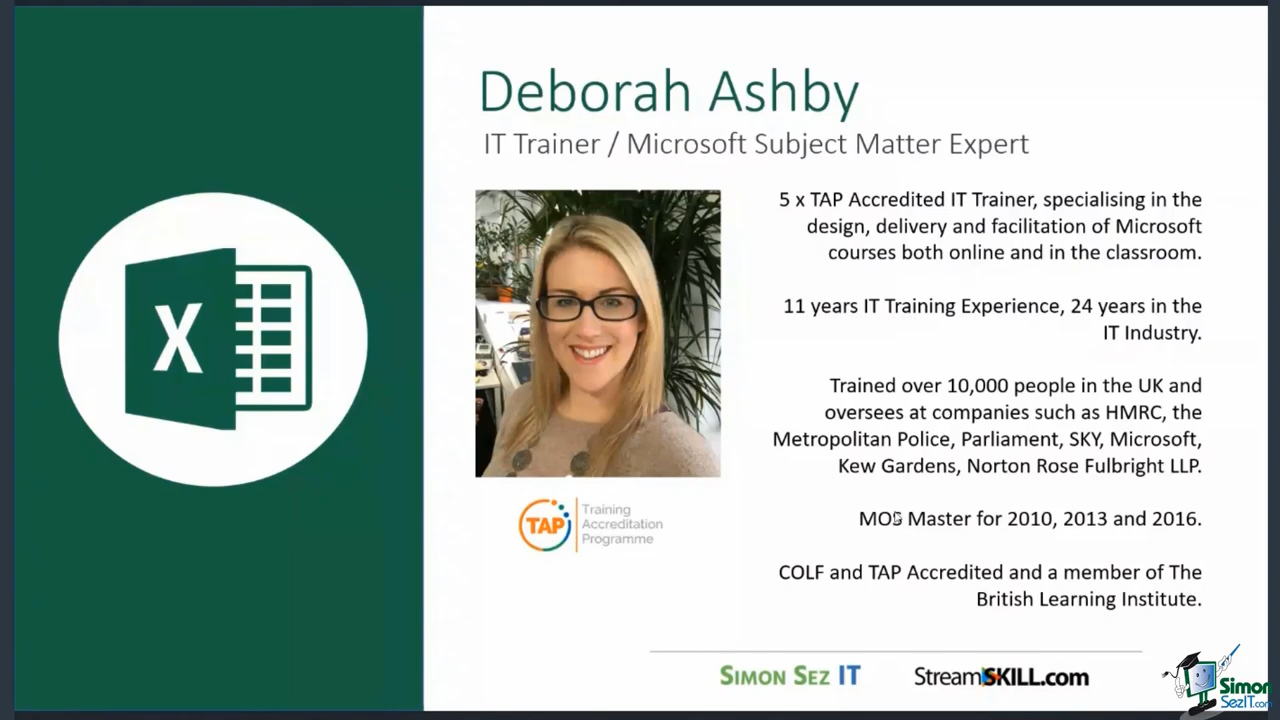 Deborah Ashby
IT Trainer / Microsoft Subject Matter Expert
5 x TAP Accredited IT Trainer, specialising in the
design, delivery and facilitation of Microsoft
courses both online and in the classroom.
11 years IT Training Experience, 24 years in the
IT Industry.
Trained over 10,000 people in the UK and
oversees at companies such as HMRC, the
Metropolitan Police, Parliament, SKY, Microsoft,
Kew Gardens, Norton Rose Fulbright LLP.
MOS Master for 2010, 2013 and 2016.
COLF and TAP Accredited and a member of The
British Learning Institute.
X
TAP
Training
Accreditation
Programme
SIMON SEZ IT
StreamSKILL.com
Simon
SezIT.com